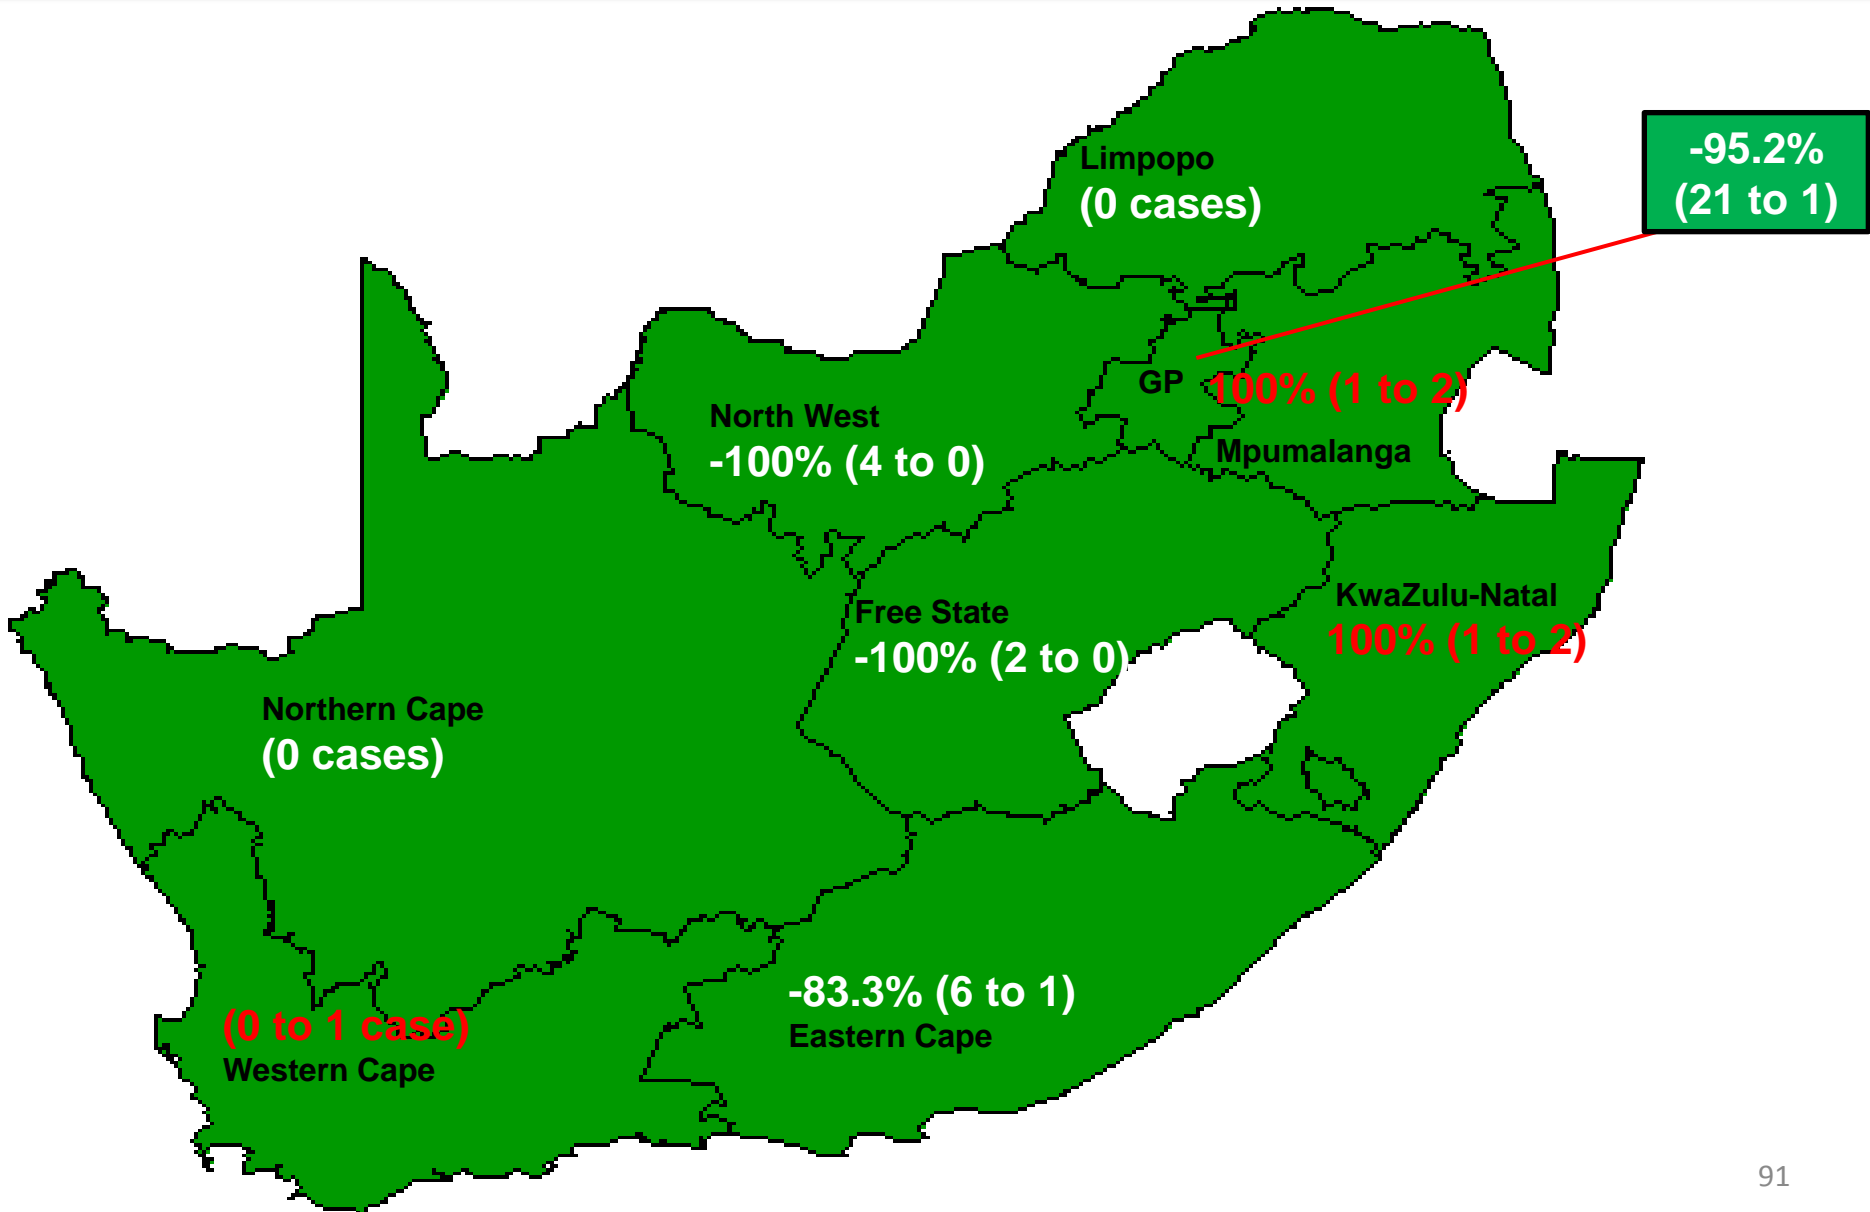 Limpopo
(0 cases)
-95.2%
(21 to 1)
GP
100% (1 to 2)
Mpumalanga
North West
-100% (4 to 0)
Free State
-100% (2 to 0)
KwaZulu-Natal
100% (1 to 2)
Northern Cape
(0 cases)
-83.3% (6 to 1)
Eastern Cape
(0 to 1 case)
Western Cape
91